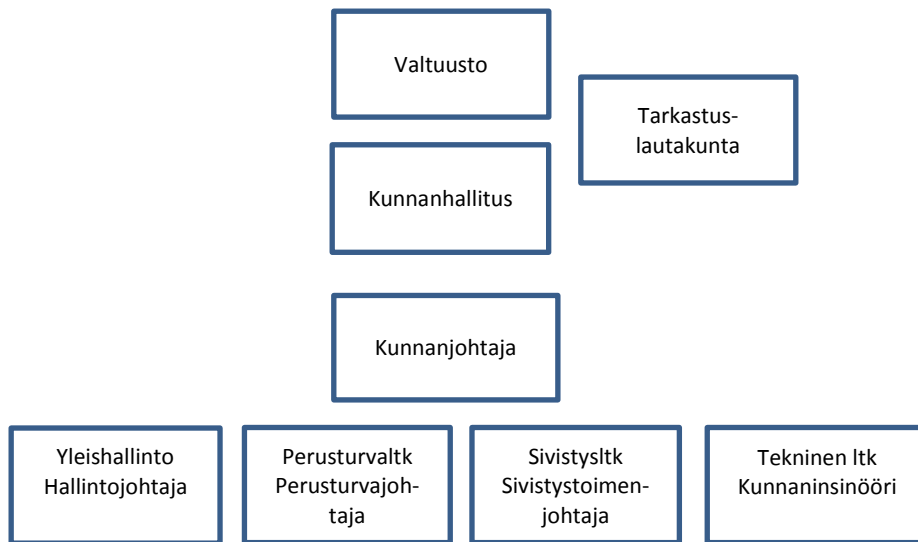 Valtuusto
Tarkastus-
lautakunta
Kunnanhallitus
Kunnanjohtaja
Yleishallinto
Hallintojohtaja
Perusturvaltk
Perusturvajoh-
taja
Sivistysltk
Sivistystoimen-
johtaja
Tekninen ltk
Kunnaninsinööri